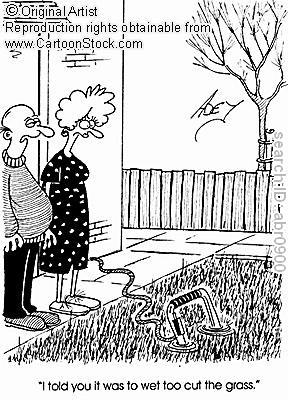 © Original Artist
Reproduction rights obtainable from
www.CartoonStock.com
search ID: abr0900
"I told you it was to wet too cut the grass."